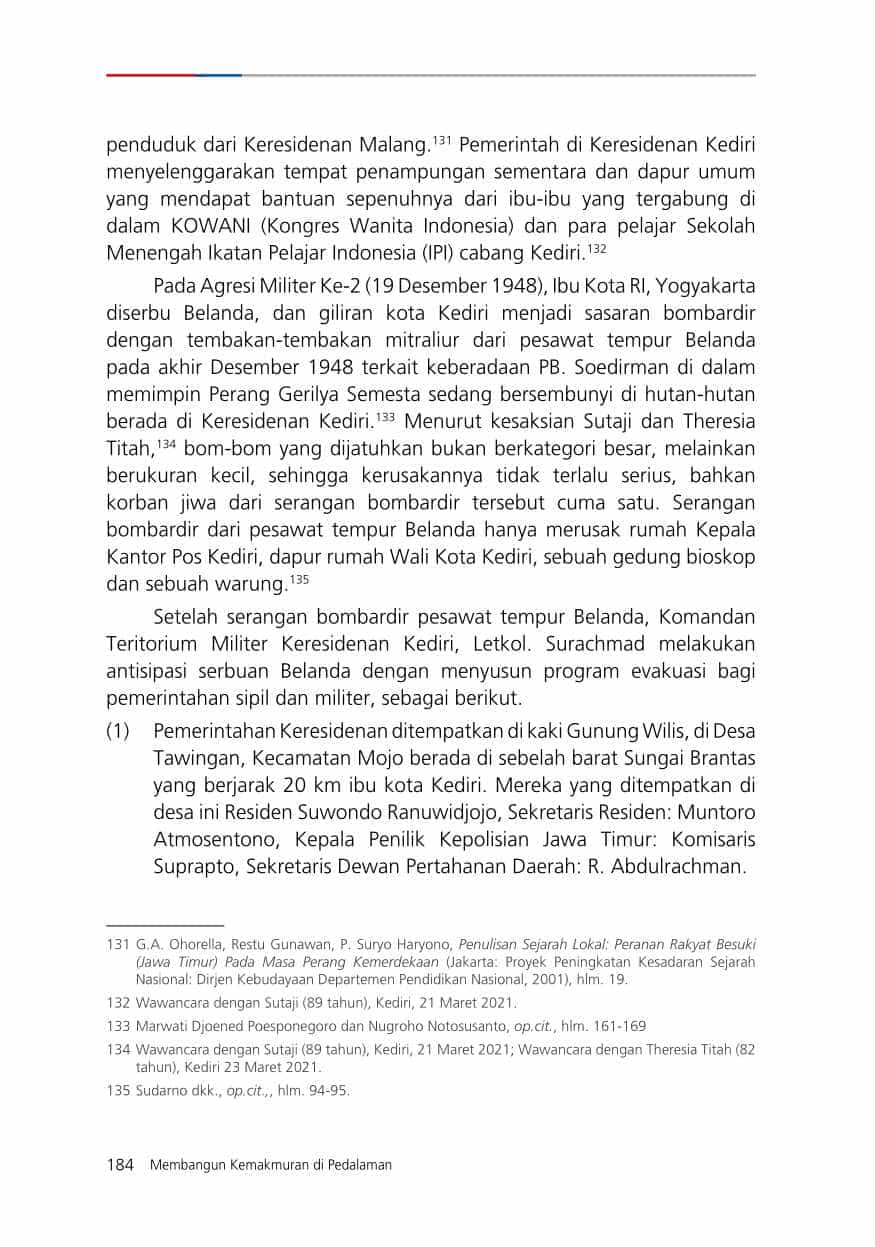 penduduk dari Keresidenan Malang.131 Pemerintah di Keresidenan Kediri
menyelenggarakan tempat penampungan sementara dan dapur umum
yang mendapat bantuan sepenuhnya dari ibu-ibu yang tergabung di
dalam KOWANI (Kongres Wanita Indonesia) dan para pelajar Sekolah
Menengah Ikatan Pelajar Indonesia (IPI) cabang Kediri.132
Pada Agresi Militer Ke-2 (19 Desember 1948), Ibu Kota RI, Yogyakarta
diserbu Belanda, dan giliran kota Kediri menjadi sasaran bombardir
dengan tembakan-tembakan mitraliur dari pesawat tempur Belanda
pada akhir Desember 1948 terkait keberadaan PB. Soedirman di dalam
memimpin Perang Gerilya Semesta sedang bersembunyi di hutan-hutan
berada di Keresidenan Kediri.133 Menurut kesaksian Sutaji dan Theresia
Titah,134 bom-bom yang dijatuhkan bukan berkategori besar, melainkan
berukuran kecil, sehingga kerusakannya tidak terlalu serius, bahkan
korban jiwa dari serangan bombardir tersebut cuma satu. Serangan
bombardir dari pesawat tempur Belanda hanya merusak rumah Kepala
Kantor Pos Kediri, dapur rumah Wali Kota Kediri, sebuah gedung bioskop
dan sebuah warung.135
Setelah serangan bombardir pesawat tempur Belanda, Komandan
Teritorium Militer Keresidenan Kediri, Letkol. Surachmad melakukan
antisipasi serbuan Belanda dengan menyusun program evakuasi bagi
pemerintahan sipil dan militer, sebagai berikut.
(1) Pemerintahan Keresidenan ditempatkan di kaki Gunung Wilis, di Desa
Tawingan, Kecamatan Mojo berada di sebelah barat Sungai Brantas
yang berjarak 20 km ibu kota Kediri. Mereka yang ditempatkan di
desa ini Residen Suwondo Ranuwidjojo, Sekretaris Residen: Muntoro
Atmosentono, Kepala Penilik Kepolisian Jawa Timur: Komisaris
Suprapto, Sekretaris Dewan Pertahanan Daerah: R. Abdulrachman.
131 G.A. Ohorella, Restu Gunawan, P. Suryo Haryono, Penulisan Sejarah Lokal: Peranan Rakyat Besuki
(Jawa Timur) Pada Masa Perang Kemerdekaan (Jakarta: Proyek Peningkatan Kesadaran Sejarah
Nasional: Dirjen Kebudayaan Departemen Pendidikan Nasional, 2001), hlm. 19.
132 Wawancara dengan Sutaji (89 tahun), Kediri, 21 Maret 2021.
133 Marwati Djoened Poesponegoro dan Nugroho Notosusanto, op.cit., hlm. 161-169
134 Wawancara dengan Sutaji (89 tahun), Kediri, 21 Maret 2021; Wawancara dengan Theresia Titah (82
tahun), Kediri 23 Maret 2021.
135 Sudarno dkk., op.cit.,, hlm. 94-95.
184 Membangun Kemakmuran di Pedalaman